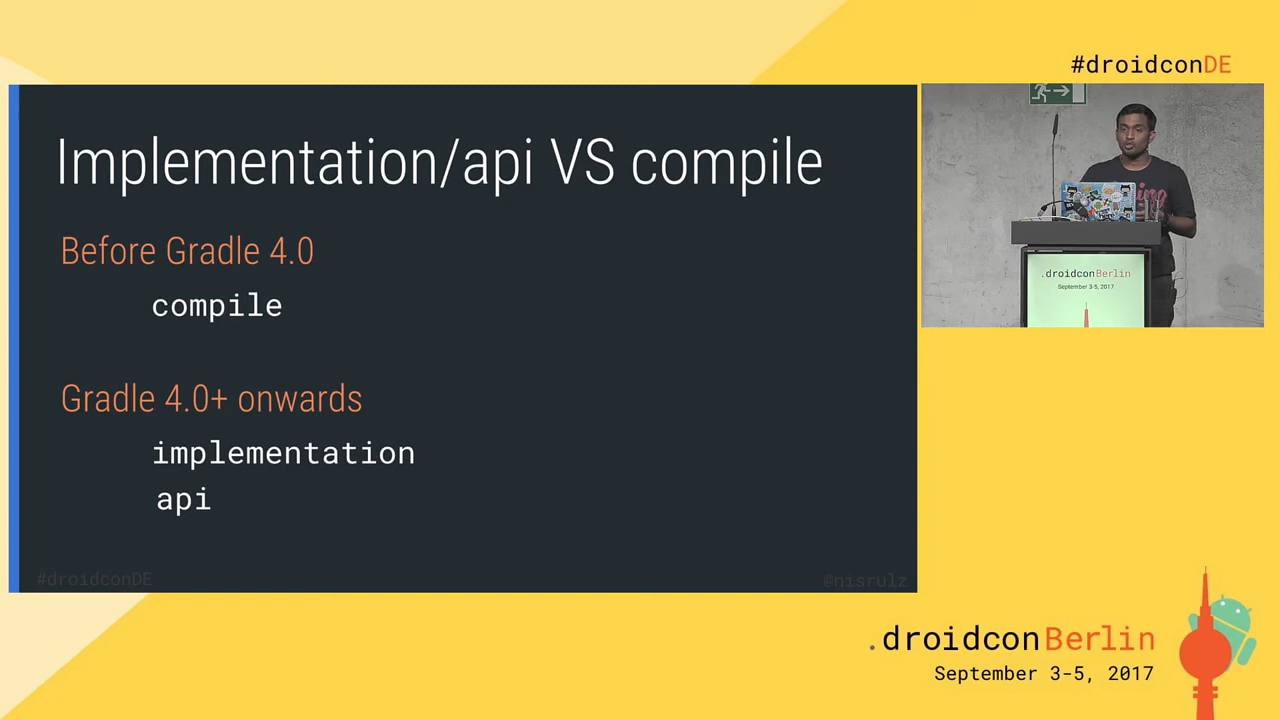 #droidconDE
Implementation/api VS compile
Before Gradle 4.0
compile
Gradle 4.0+ onwards
implementation
api
#droidconDE
@nisrulz
.droidconBerlin
September 3-5, 2017
.droidconBerlin
September 3-5, 2017